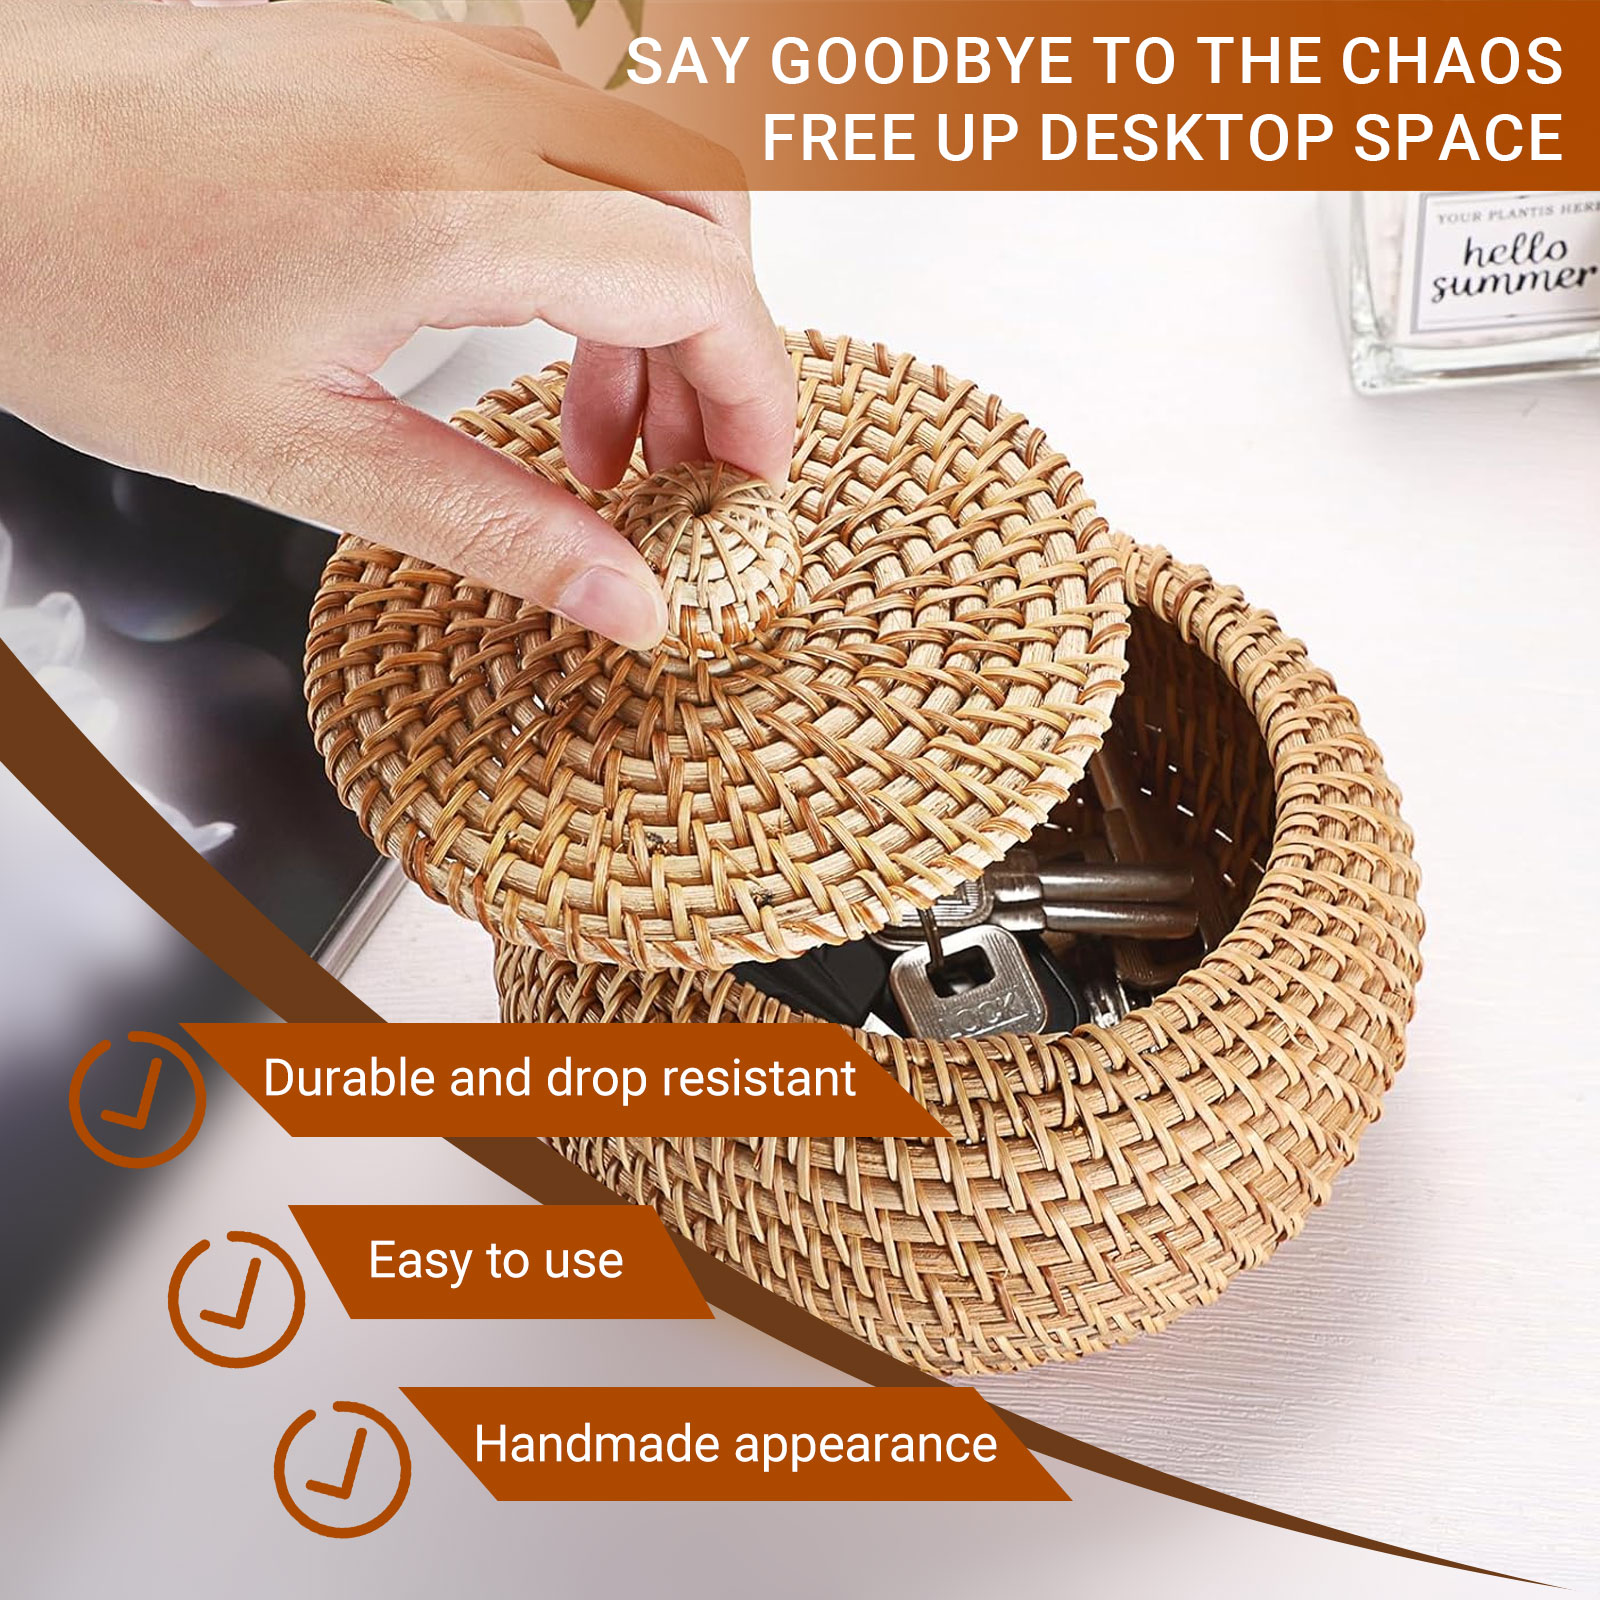 SAY GOODBYE TO THE CHAOS
FREE UP DESKTOP SPACE
YOUR PLANTIS HERE
hello
summer
LOCK
Durable and drop resistant
Easy to use
Handmade appearance